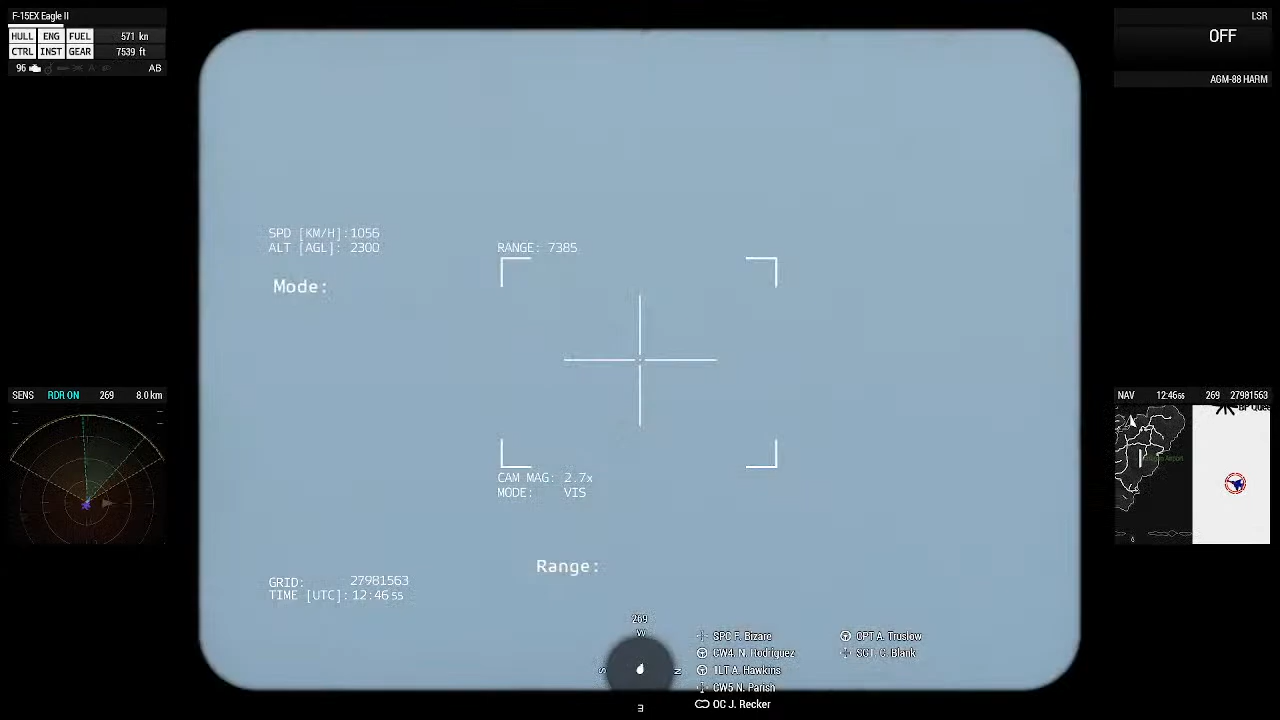 F-15EX Eagle II
HULL ENG FUEL 571 kn
CTRL INST GEAR 7539 ft
96 AB
LSR
OFF
AGM-88 HARM
SPD [KM/H]:1056
ALT [AGL]: 2300
RANGE: 7385
Mode:
SENS RDR ON 269 8.0 km
NAV 12:46 55 269 27981563
CAM MAG: 2.7x
MODE: VIS
Range:
GRID: 27981563
TIME [UTC]: 12:46 55
269
W
S N
3
SPC F. Bizare
CW4. N. Rodriguez
1LT A. Hawkins
CW5 N. Parish
OC J. Recker
CPT A. Truslow
SGT. C. Blank